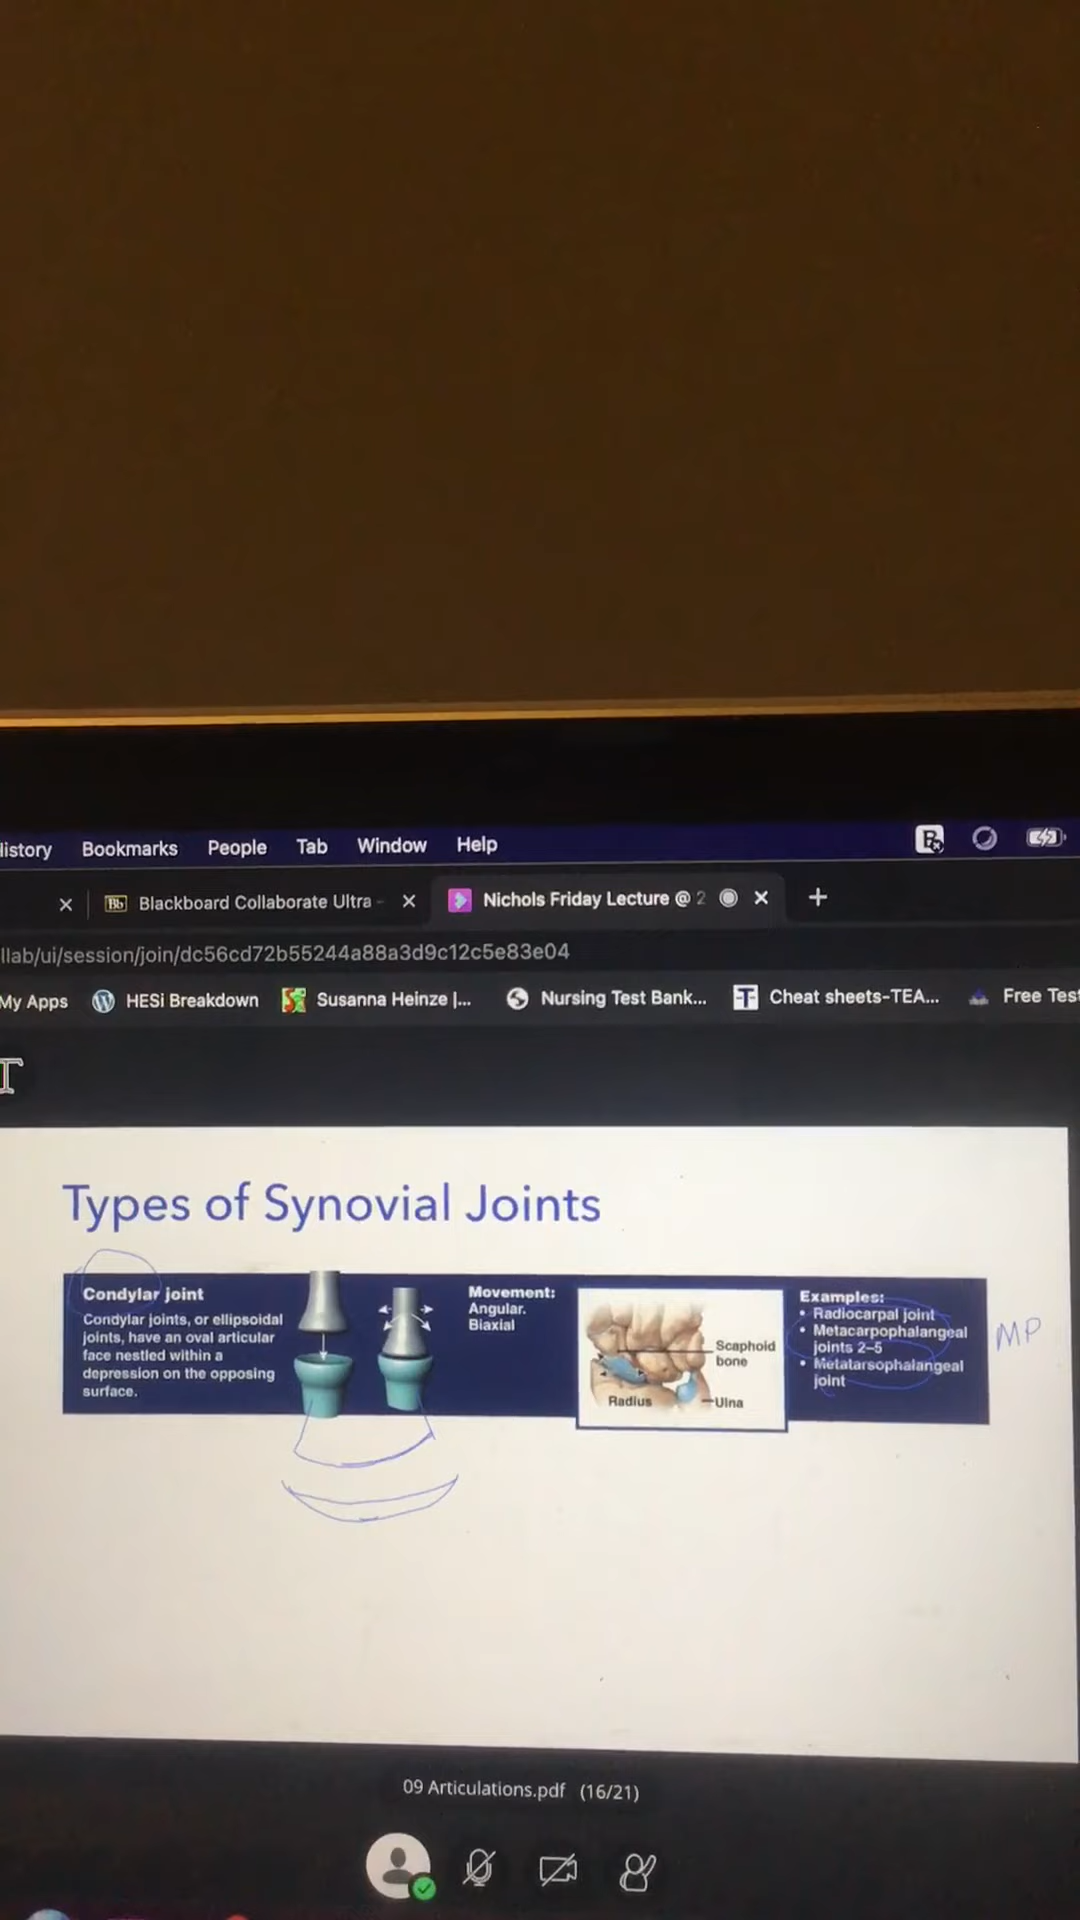 listory Bookmarks People Tab Window Help
Blackboard Collaborate Ultra - Nichols Friday Lecture @ 2
llab/ui/session/join/dc56cd72b55244a88a3d9c12c5e83e04
My Apps HESi Breakdown Susanna Heinze |... Nursing Test Bank... Cheat sheets-TEA... Free Test
Types of Synovial Joints
Condylar joint
Condylar joints, or ellipsoidal
joints, have an oval articular
face nestled within a
depression on the opposing
surface.
Movement:
Angular.
Biaxial
Scaphoid
bone
Radius
Ulna
Examples:
• Radiocarpal joint
• Metacarpophalangeal
joints 2–5
• Metatarsophalangeal
joint
MP
09 Articulations.pdf (16/21)